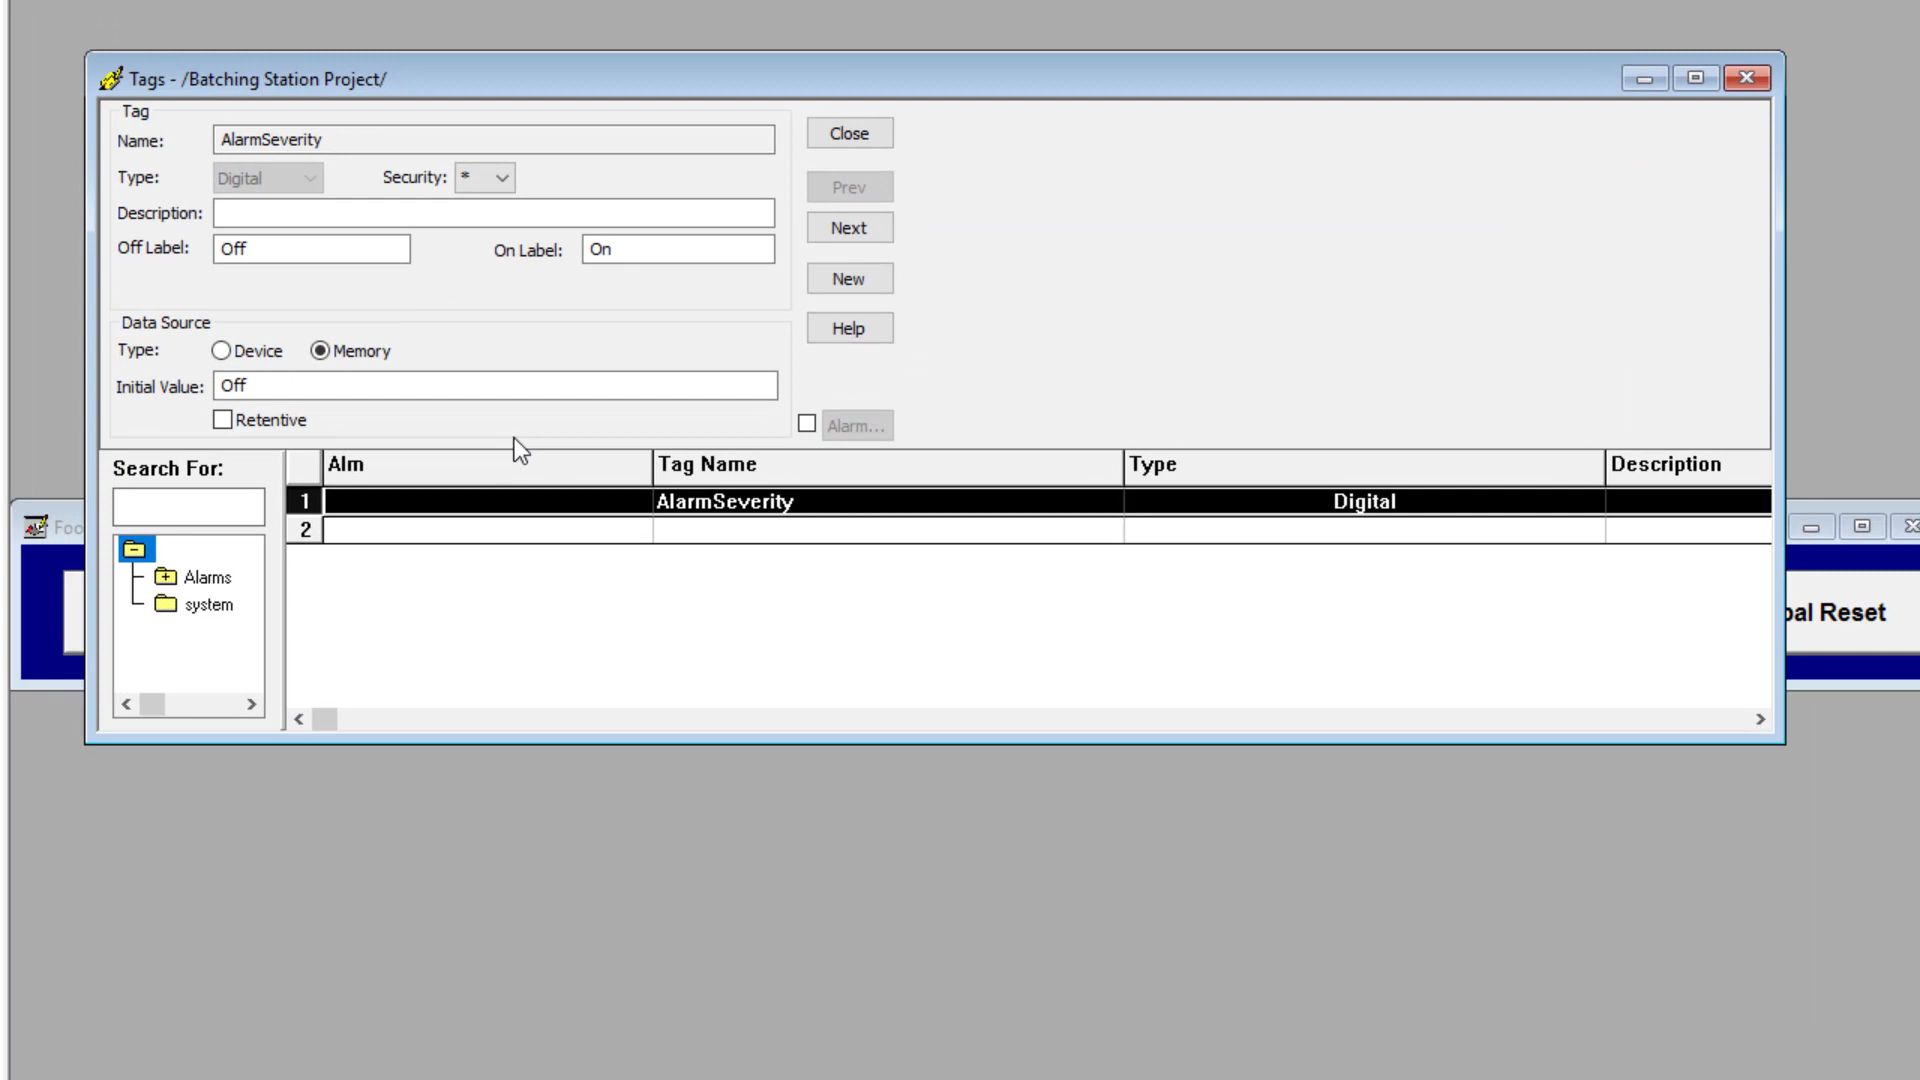 Tags - /Batching Station Project/
Tag
Name: AlarmSeverity
Close
Type: Digital Security: *
Prev
Description:
Next
Off Label: Off On Label: On
New
Data Source
Help
Type: Device Memory
Initial Value: Off
Retentive
Alarm...
Search For:
Alm Tag Name Type Description
1 AlarmSeverity Digital
2
Foo
Alarms
system
bal Reset